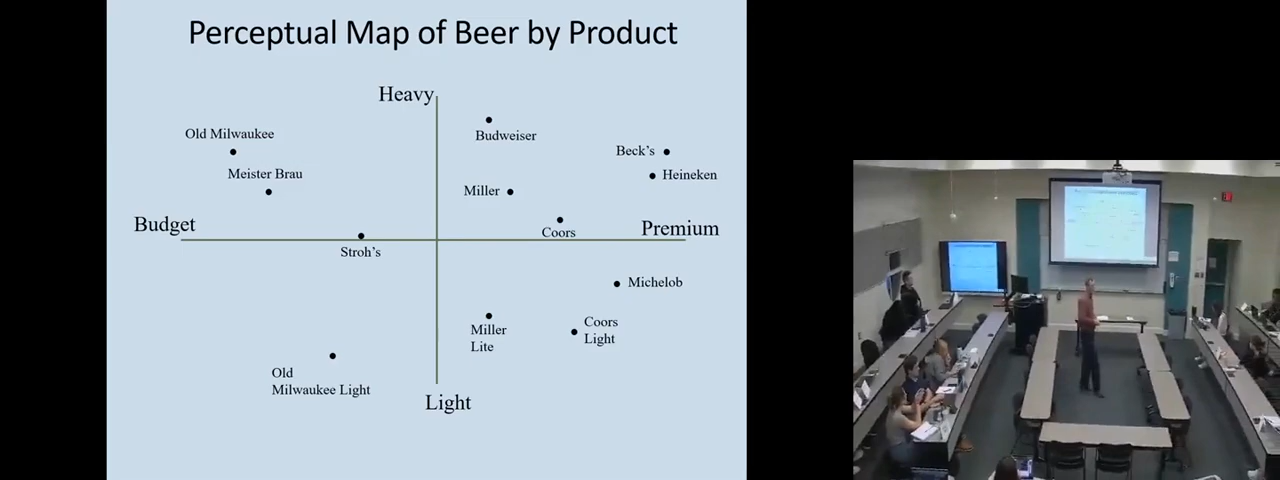 Perceptual Map of Beer by Product
Heavy
Old Milwaukee
Budweiser
Beck's
Meister Brau
Heineken
Miller
Budget
Premium
Coors
Stroh's
Michelob
Miller
Lite
Coors
Light
Old
Milwaukee Light
Light